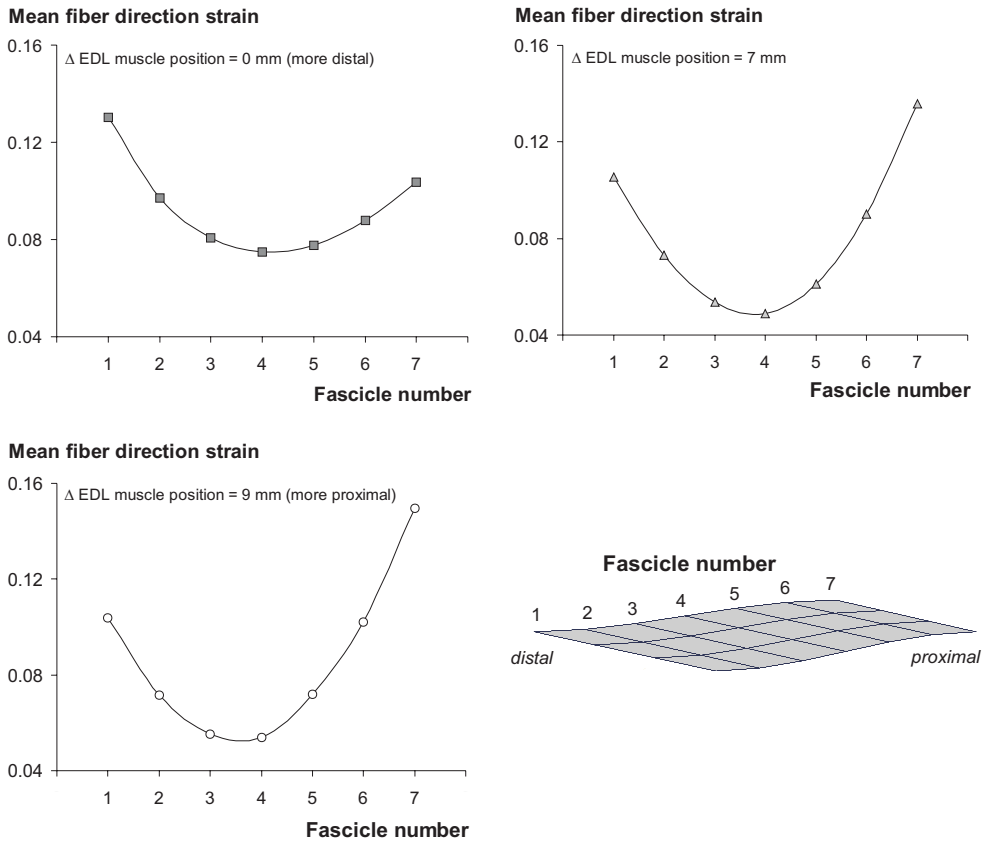 Mean fiber direction strain
0.16
Δ EDL muscle position = 0 mm (more distal)
0.12
0.08
0.04
1 2 3 4 5 6 7
Fascicle number
Mean fiber direction strain
0.16
Δ EDL muscle position = 7 mm
0.12
0.08
0.04
1 2 3 4 5 6 7
Fascicle number
Mean fiber direction strain
0.16
Δ EDL muscle position = 9 mm (more proximal)
0.12
0.08
0.04
1 2 3 4 5 6 7
Fascicle number
Fascicle number
1 2 3 4 5 6 7
distal proximal